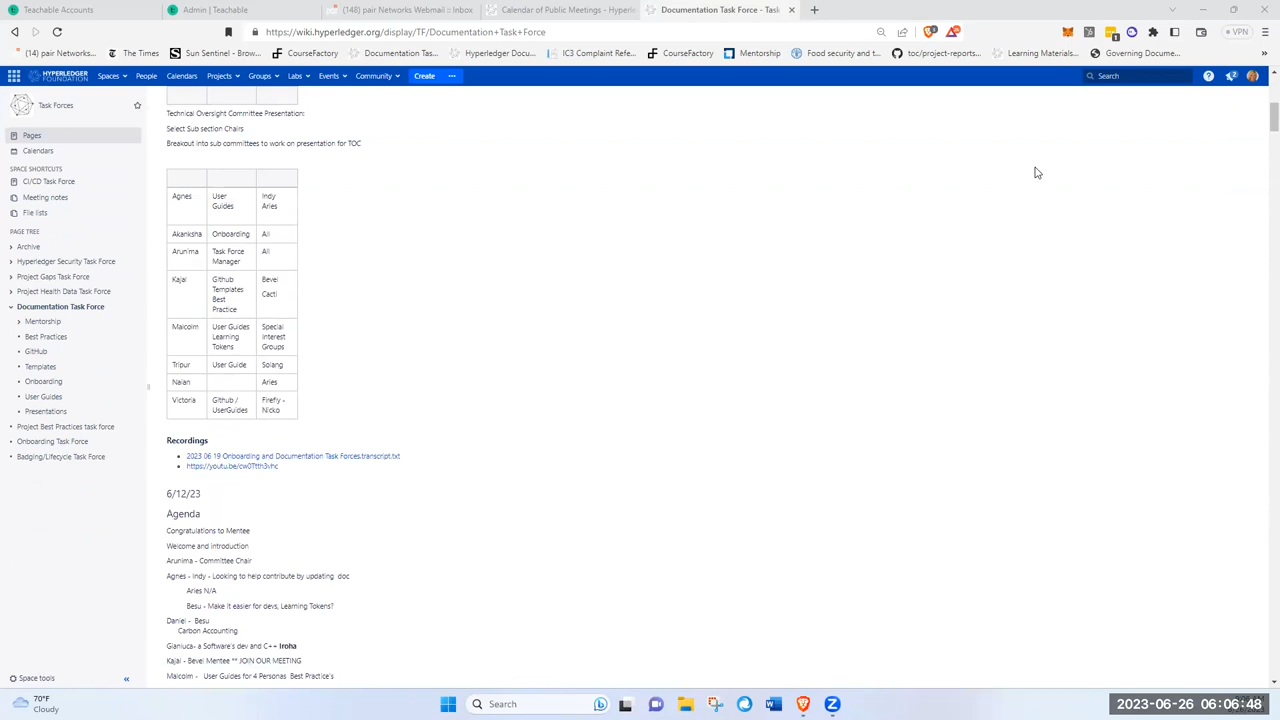 Teachable Accounts
Admin | Teachable
(148) pair Networks Webmail :: Inbox
Calendar of Public Meetings - Hyperle
Documentation Task Force - Task
https://wiki.hyperledger.org/display/TF/Documentation+Task+Force
VPN
(14) pair Networks...
The Times
Sun Sentinel - Brow...
CourseFactory
Documentation Tas...
Hyperledger Docu...
IC3 Complaint Refe...
CourseFactory
Mentorship
Food security and t...
toc/project-reports...
Learning Materials...
Governing Docume...
HYPERLEDGER FOUNDATION
Spaces
People
Calendars
Projects
Groups
Labs
Events
Community
Create
Search
2
Task Forces
Pages
Calendars
SPACE SHORTCUTS
CI/CD Task Force
Meeting notes
File lists
PAGE TREE
Archive
Hyperledger Security Task Force
Project Gaps Task Force
Project Health Data Task Force
Documentation Task Force
Mentorship
Best Practices
GitHub
Templates
Onboarding
User Guides
Presentations
Project Best Practices task force
Onboarding Task Force
Badging/Lifecycle Task Force
Space tools
Technical Oversight Committee Presentation:
Select Sub section Chairs
Breakout into sub committees to work on presentation for TOC
Agnes User Guides Indy Aries
Akanksha Onboarding All
Arunima Task Force Manager All
Kajal Github Templates Best Practice Bevel Cacti
Malcolm User Guides Learning Tokens Special Interest Groups
Tripur User Guide Solang
Nalan Aries
Victoria Github / UserGuides Firefly - Nicko
Recordings
2023 06 19 Onboarding and Documentation Task Forces.transcript.txt
https://youtu.be/cw0Ttth3vhc
6/12/23
Agenda
Congratulations to Mentee
Welcome and introduction
Arunima - Committee Chair
Agnes - Indy - Looking to help contribute by updating doc
Aries N/A
Besu - Make it easier for devs, Learning Tokens?
Daniel - Besu
Carbon Accounting
Gianluca- a Software's dev and C++ Iroha
Kajal - Bevel Mentee ** JOIN OUR MEETING
Malcolm - User Guides for 4 Personas Best Practice's
70°F
Cloudy
Search
2023-06-26 06:06:48